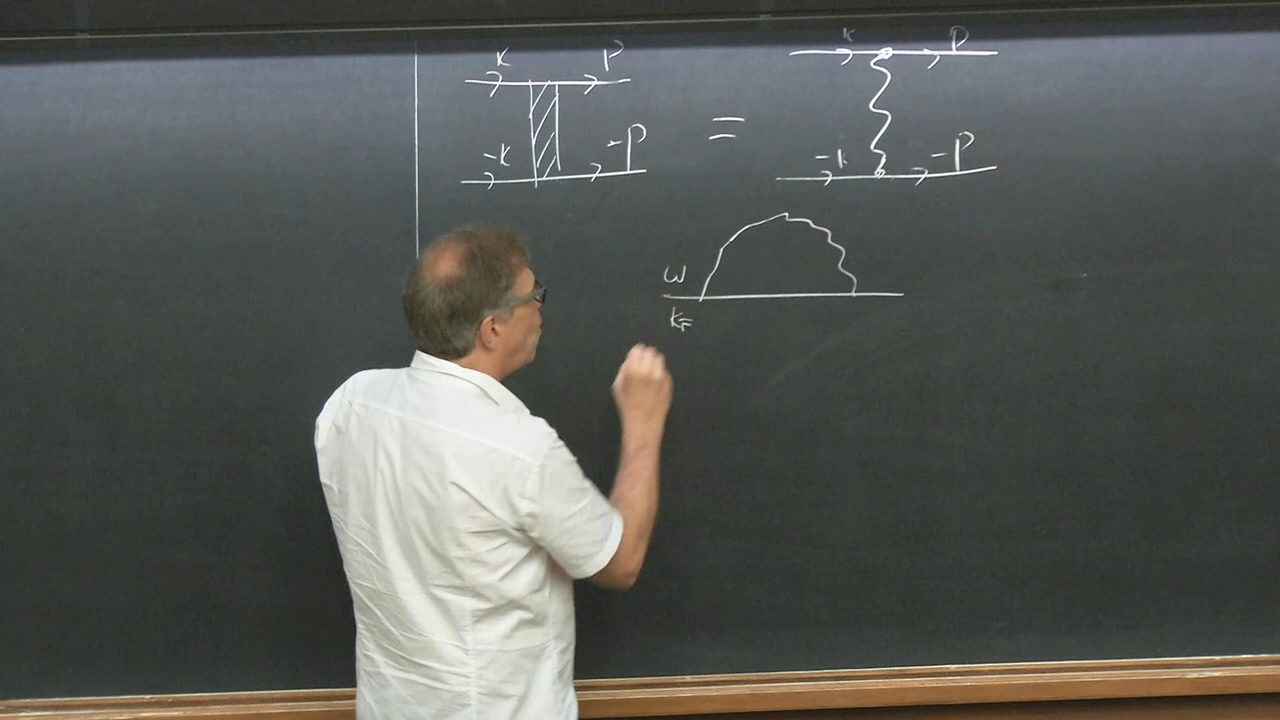 K P K P
-K -P = -K -P
ω
K_F